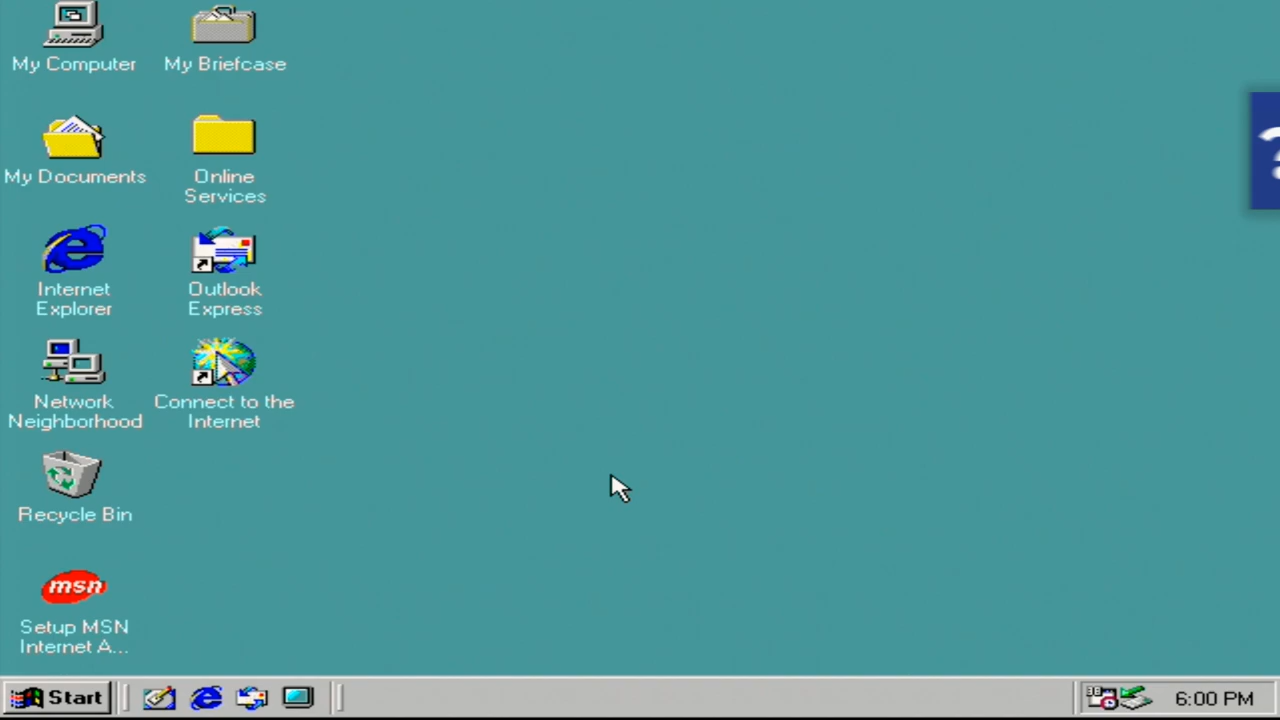 My Computer
My Briefcase
My Documents
Online
Services
Internet
Explorer
Outlook
Express
Network
Neighborhood
Connect to the
Internet
Recycle Bin
msn
Setup MSN
Internet A...
?
Start
6:00 PM